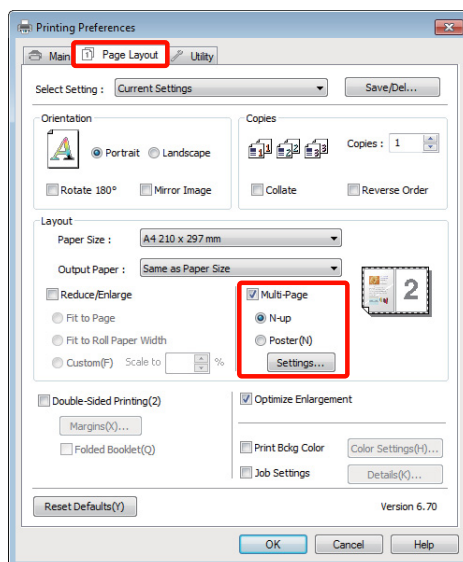 Printing Preferences
Main Page Layout Utility
Select Setting : Current Settings Save/Del...
Orientation Copies
Portrait Landscape Copies : 1
Rotate 180° Mirror Image Collate Reverse Order
Layout
Paper Size : A4 210 x 297 mm
Output Paper : Same as Paper Size
Reduce/Enlarge Multi-Page 2
Fit to Page N-up
Fit to Roll Paper Width Poster(N)
Custom(F) Scale to % Settings...
Double-Sided Printing(2) Optimize Enlargement
Margins(X)...
Folded Booklet(Q) Print Bckg Color Color Settings(H)...
Job Settings Details(K)...
Reset Defaults(Y) Version 6.70
OK Cancel Help